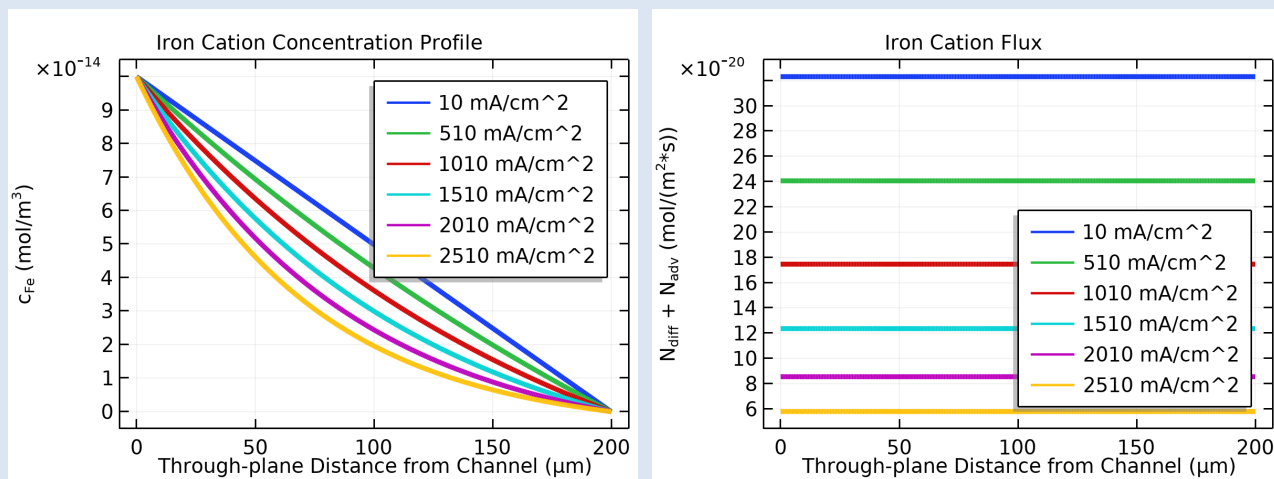 Iron Cation Concentration Profile
×10⁻¹⁴
9
8
7
6
5
4
3
2
1
0
c_Fe (mol/m³)
10 mA/cm^2
510 mA/cm^2
1010 mA/cm^2
1510 mA/cm^2
2010 mA/cm^2
2510 mA/cm^2
0 50 100 150 200
Through-plane Distance from Channel (µm)
Iron Cation Flux
×10⁻²⁰
30
28
26
24
22
20
18
16
14
12
10
8
6
N_diff + N_adv (mol/(m²*s))
10 mA/cm^2
510 mA/cm^2
1010 mA/cm^2
1510 mA/cm^2
2010 mA/cm^2
2510 mA/cm^2
0 50 100 150 200
Through-plane Distance from Channel (µm)